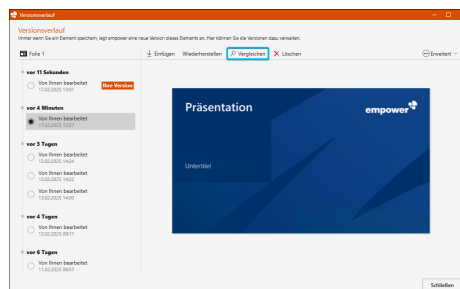 Versionsverlauf
Versionsverlauf
Immer wenn Sie ein Element speichern, legt empower eine neue Version dieses Elements an. Hier können Sie die Versionen dazu verwalten.
Folie 1
Einfügen Wiederherstellen Vergleichen Löschen Erweitert
vor 11 Sekunden
Von Ihnen bearbeitet Ihre Version
17.02.2025 13:01
vor 4 Minuten
Von Ihnen bearbeitet
17.02.2025 12:57
vor 3 Tagen
Von Ihnen bearbeitet
13.02.2025 14:24
Von Ihnen bearbeitet
13.02.2025 14:22
Von Ihnen bearbeitet
13.02.2025 14:00
vor 4 Tagen
Von Ihnen bearbeitet
13.02.2025 09:17
vor 6 Tagen
Von Ihnen bearbeitet
11.02.2025 08:57
Präsentation
empower
Untertitel
Schließen